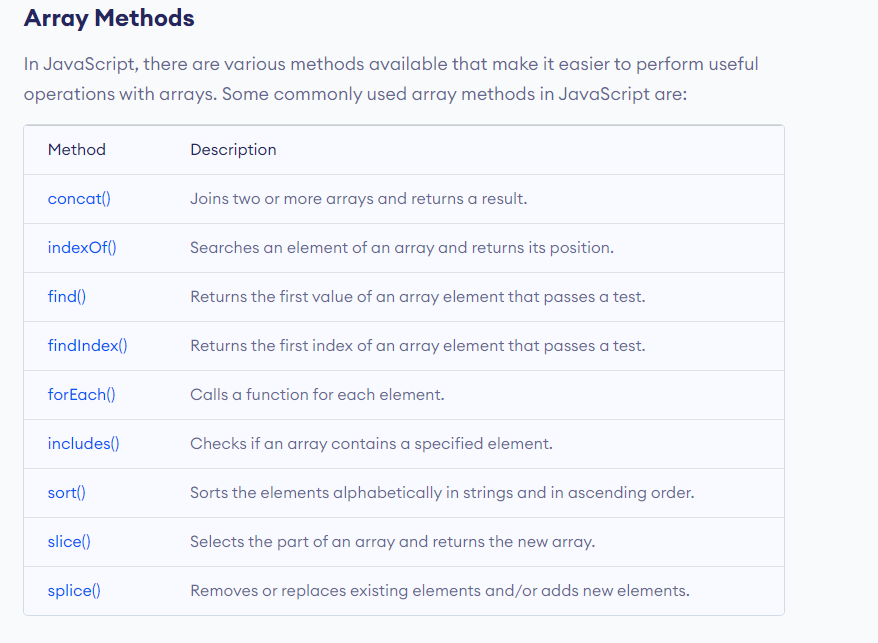 Array Methods
In JavaScript, there are various methods available that make it easier to perform useful
operations with arrays. Some commonly used array methods in JavaScript are:
Method Description
concat() Joins two or more arrays and returns a result.
indexOf() Searches an element of an array and returns its position.
find() Returns the first value of an array element that passes a test.
findIndex() Returns the first index of an array element that passes a test.
forEach() Calls a function for each element.
includes() Checks if an array contains a specified element.
sort() Sorts the elements alphabetically in strings and in ascending order.
slice() Selects the part of an array and returns the new array.
splice() Removes or replaces existing elements and/or adds new elements.